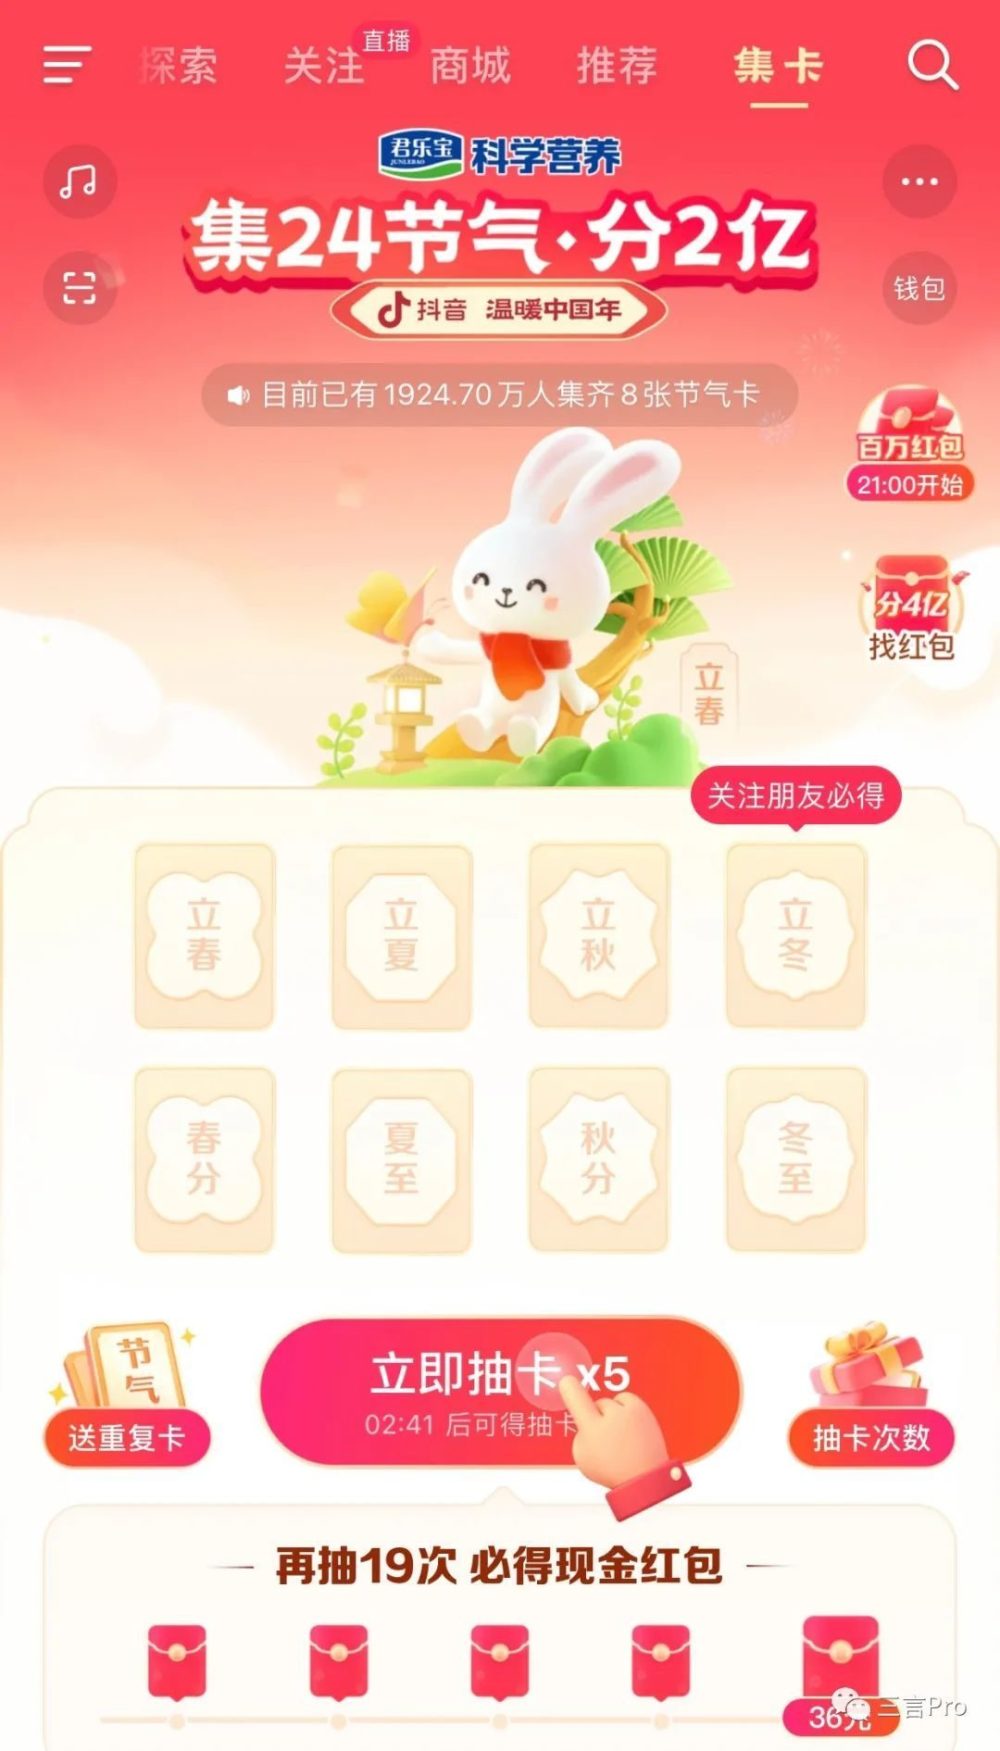 探索 关注 直播 商城 推荐 集卡
君乐宝 JUNLEBAO 科学营养
集24节气·分2亿
抖音 温暖中国年
钱包
目前已有1924.70万人集齐8张节气卡
百万红包
21:00开始
分4亿
找红包
立春
关注朋友必得
立春 立夏 立秋 立冬
春分 夏至 秋分 冬至
节气
送重复卡
立即抽卡 x5
02:41 后可得抽卡
抽卡次数
再抽19次 必得现金红包
36元
三言Pro